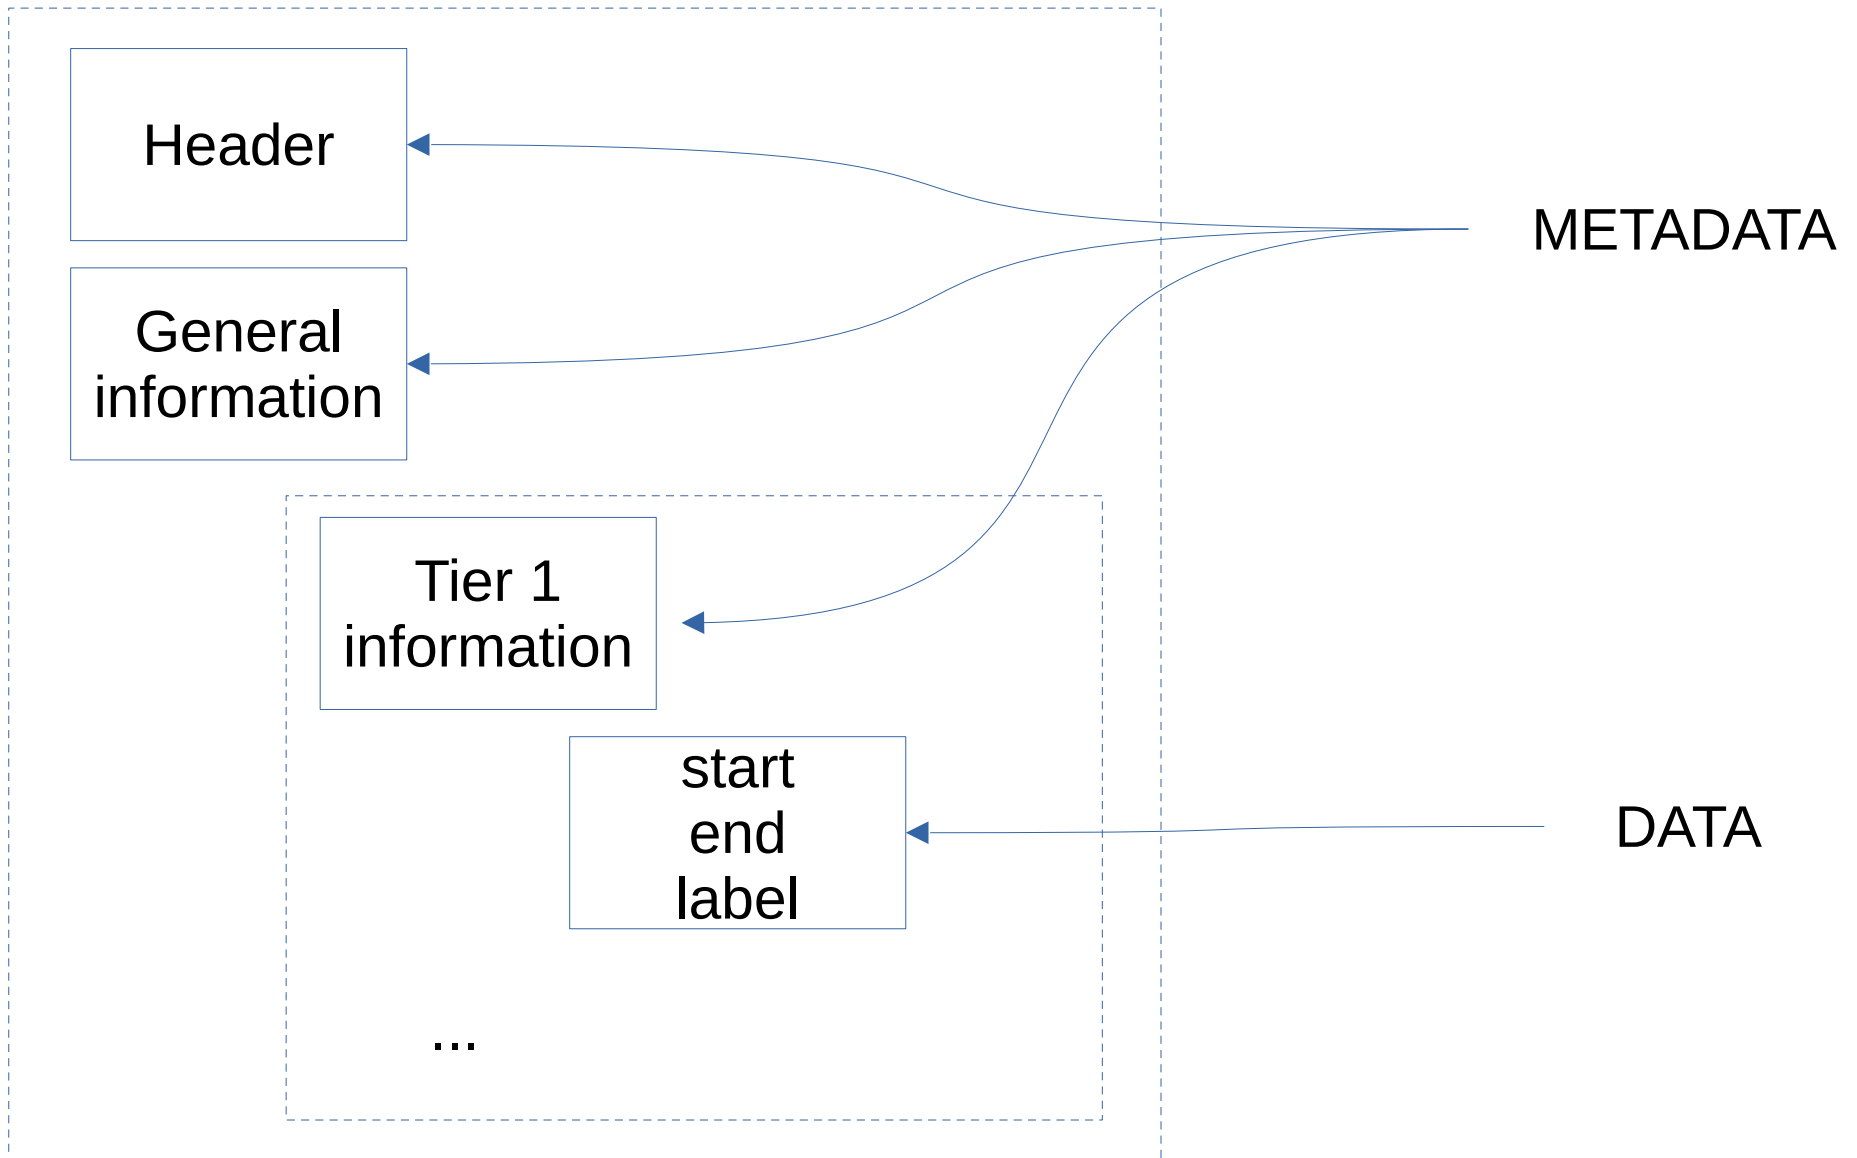 Header
METADATA
General
information
Tier 1
information
start
end
label
DATA
...